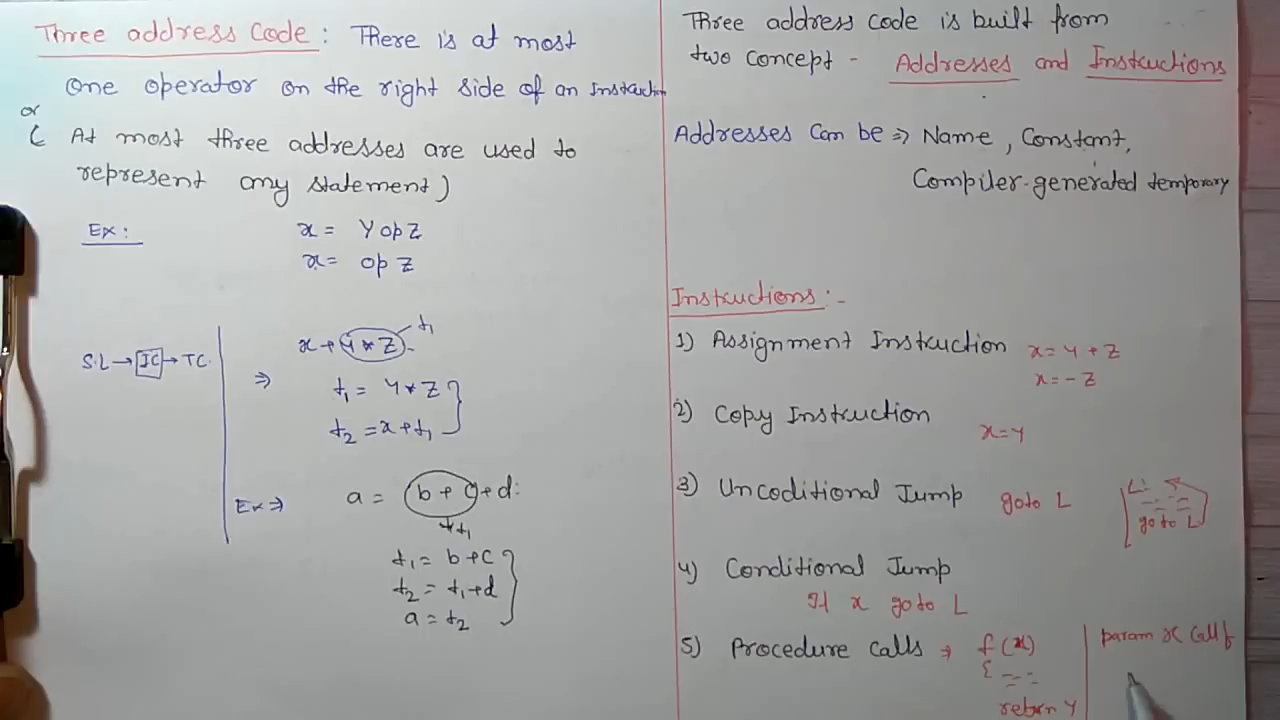 Three address Code : There is at most
one operator on the right side of an Instruction
or
( At most three addresses are used to
represent any statement )
Ex :
x = Y op Z
x = op Z
S.L → IC → T.C.
x + y * Z
t1
⇒
t1 = y * Z
t2 = x + t1
Ex ⇒
a = b + c + d :
t1
t1 = b + c
t2 = t1 + d
a = t2
Three address code is built from
two concept - Addresses and Instuctions
Addresses can be ⇒ Name , Constant,
Compiler-generated temporary
Instuctions :-
1) Assignment Instruction x = y + z
x = - z
2) Copy Instruction
x = y
3) Uncoditional Jump goto L
L:
goto L
4) Conditional Jump
If x goto L
5) Procedure calls → f (x)
{
return y
param x call f